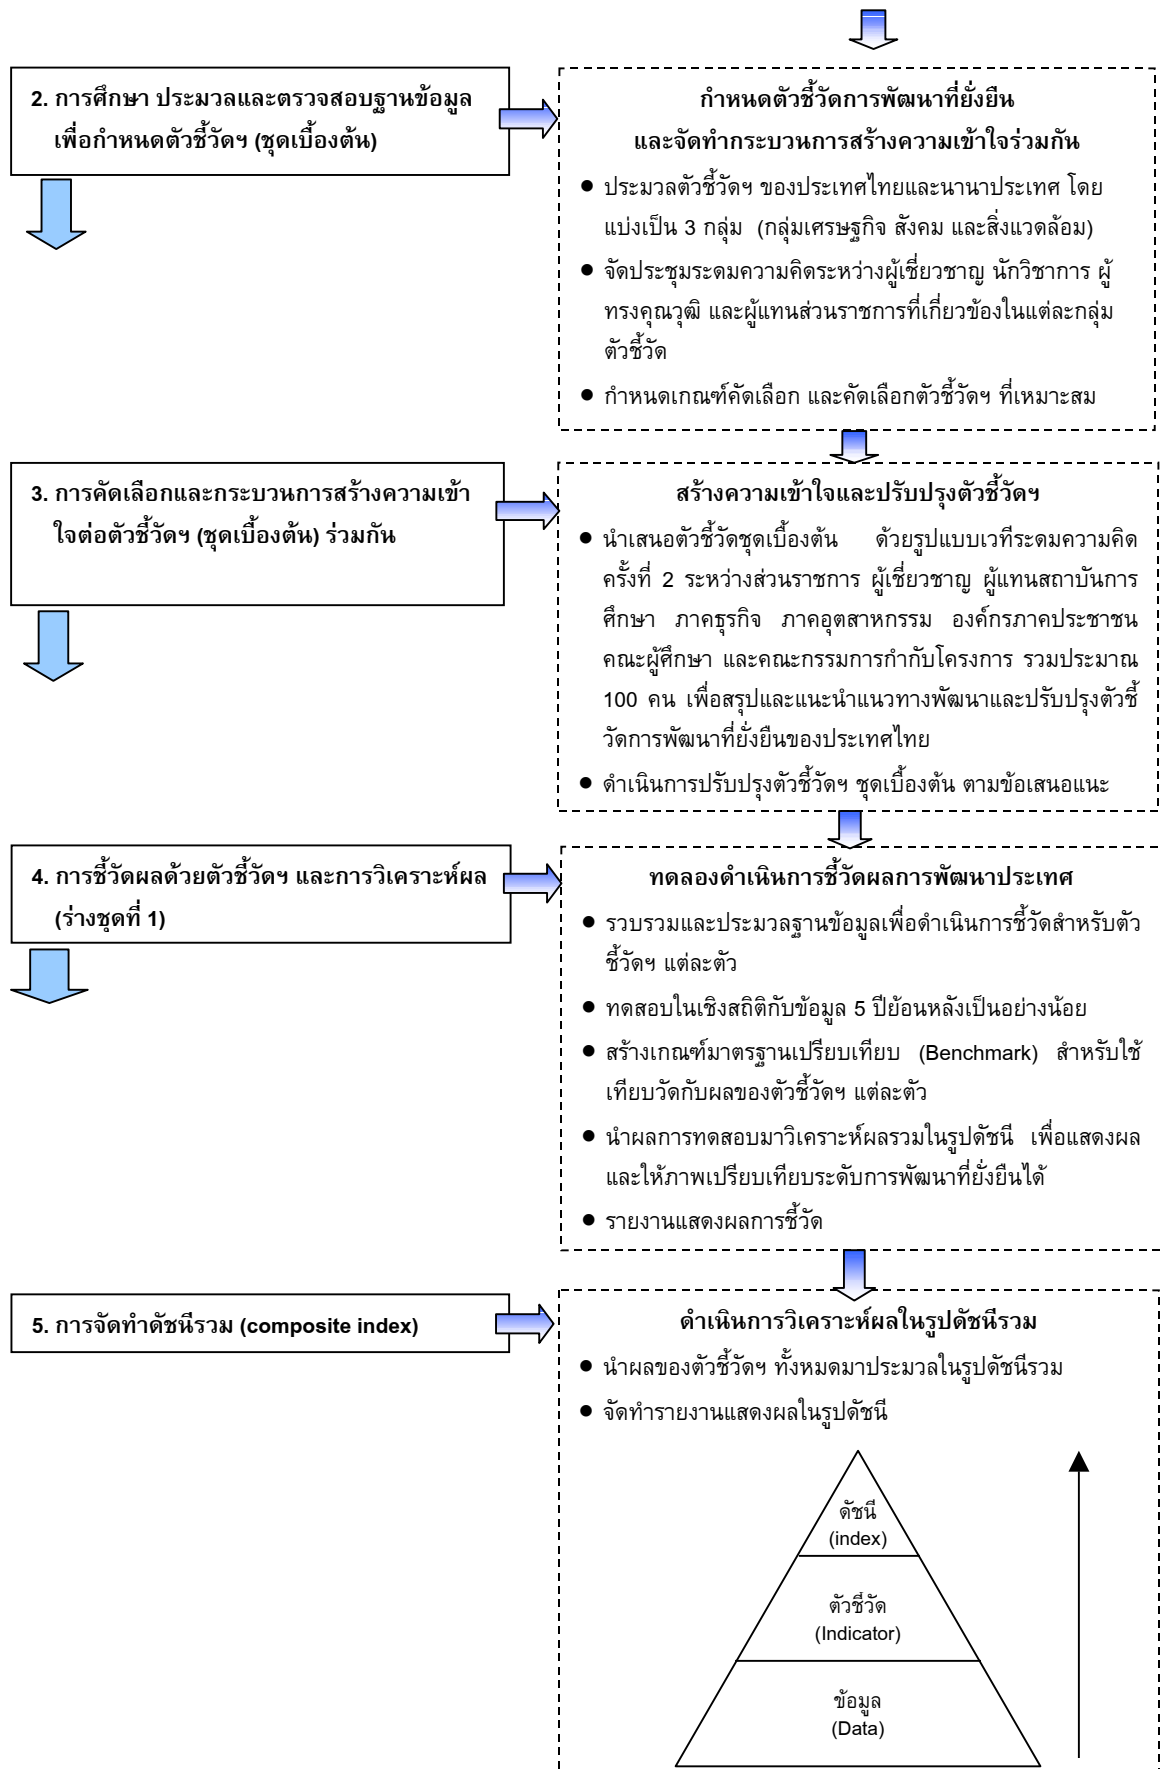 2. การศึกษา ประมวลและตรวจสอบฐานข้อมูล
เพื่อกำหนดตัวชี้วัดฯ (ชุดเบื้องต้น)
กำหนดตัวชี้วัดการพัฒนาที่ยั่งยืน
และจัดทำกระบวนการสร้างความเข้าใจร่วมกัน
● ประมวลตัวชี้วัดฯ ของประเทศไทยและนานาประเทศ โดย
แบ่งเป็น 3 กลุ่ม (กลุ่มเศรษฐกิจ สังคม และสิ่งแวดล้อม)
● จัดประชุมระดมความคิดระหว่างผู้เชี่ยวชาญ นักวิชาการ ผู้
ทรงคุณวุฒิ และผู้แทนส่วนราชการที่เกี่ยวข้องในแต่ละกลุ่ม
ตัวชี้วัด
● กำหนดเกณฑ์คัดเลือก และคัดเลือกตัวชี้วัดฯ ที่เหมาะสม
3. การคัดเลือกและกระบวนการสร้างความเข้า
ใจต่อตัวชี้วัดฯ (ชุดเบื้องต้น) ร่วมกัน
สร้างความเข้าใจและปรับปรุงตัวชี้วัดฯ
● นำเสนอตัวชี้วัดชุดเบื้องต้น ด้วยรูปแบบเวทีระดมความคิด
ครั้งที่ 2 ระหว่างส่วนราชการ ผู้เชี่ยวชาญ ผู้แทนสถาบันการ
ศึกษา ภาคธุรกิจ ภาคอุตสาหกรรม องค์กรภาคประชาชน
คณะผู้ศึกษา และคณะกรรมการกำกับโครงการ รวมประมาณ
100 คน เพื่อสรุปและแนะนำแนวทางพัฒนาและปรับปรุงตัวชี้
วัดการพัฒนาที่ยั่งยืนของประเทศไทย
● ดำเนินการปรับปรุงตัวชี้วัดฯ ชุดเบื้องต้น ตามข้อเสนอแนะ
4. การชี้วัดผลด้วยตัวชี้วัดฯ และการวิเคราะห์ผล
(ร่างชุดที่ 1)
ทดลองดำเนินการชี้วัดผลการพัฒนาประเทศ
● รวบรวมและประมวลฐานข้อมูลเพื่อดำเนินการชี้วัดสำหรับตัว
ชี้วัดฯ แต่ละตัว
● ทดสอบในเชิงสถิติกับข้อมูล 5 ปีย้อนหลังเป็นอย่างน้อย
● สร้างเกณฑ์มาตรฐานเปรียบเทียบ (Benchmark) สำหรับใช้
เทียบวัดกับผลของตัวชี้วัดฯ แต่ละตัว
● นำผลการทดสอบมาวิเคราะห์ผลรวมในรูปดัชนี เพื่อแสดงผล
และให้ภาพเปรียบเทียบระดับการพัฒนาที่ยั่งยืนได้
● รายงานแสดงผลการชี้วัด
5. การจัดทำดัชนีรวม (composite index)
ดำเนินการวิเคราะห์ผลในรูปดัชนีรวม
● นำผลของตัวชี้วัดฯ ทั้งหมดมาประมวลในรูปดัชนีรวม
● จัดทำรายงานแสดงผลในรูปดัชนี
ดัชนี
(index)
ตัวชี้วัด
(Indicator)
ข้อมูล
(Data)